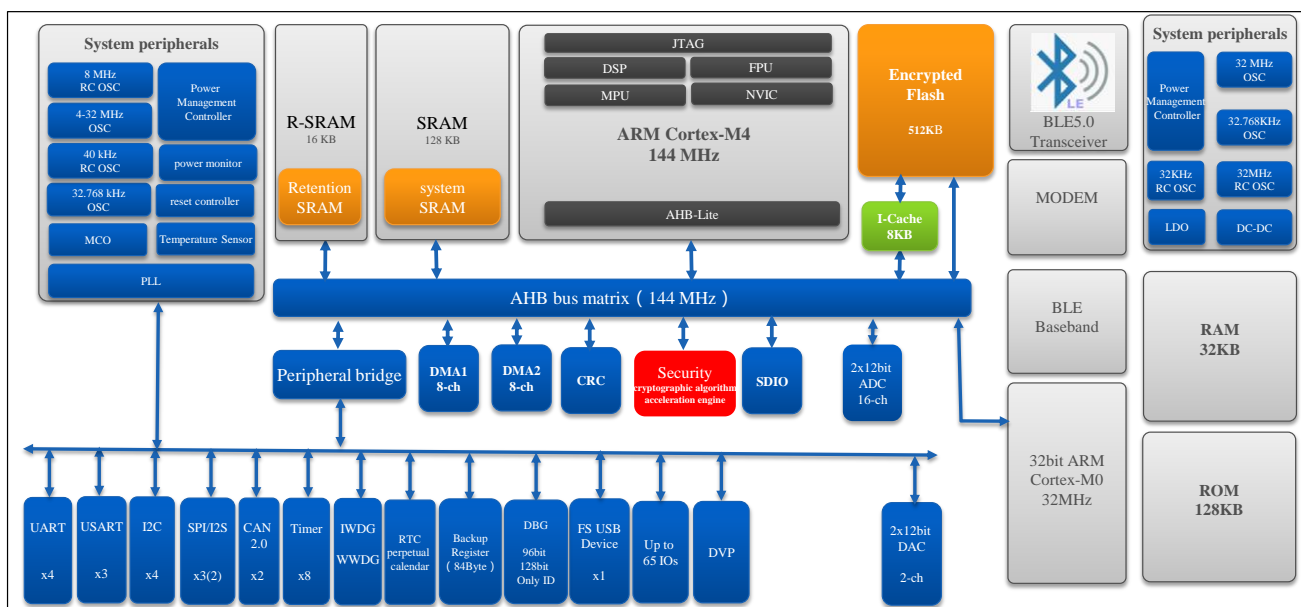 System peripherals
8 MHz
RC OSC
Power
Management
Controller
4-32 MHz
OSC
40 kHz
RC OSC
power monitor
32.768 kHz
OSC
reset controller
MCO
Temperature Sensor
PLL
R-SRAM
16 KB
Retention
SRAM
SRAM
128 KB
system
SRAM
JTAG
DSP
FPU
MPU
NVIC
ARM Cortex-M4
144 MHz
AHB-Lite
Encrypted
Flash
512KB
I-Cache
8KB
LE
BLE5.0
Transceiver
MODEM
BLE
Baseband
32bit ARM
Cortex-M0
32MHz
System peripherals
Power
Management
Controller
32 MHz
OSC
32.768KHz
OSC
32KHz
RC OSC
32MHz
RC OSC
LDO
DC-DC
RAM
32KB
ROM
128KB
AHB bus matrix ( 144 MHz )
Peripheral bridge
DMA1
8-ch
DMA2
8-ch
CRC
Security
cryptographic algorithm
acceleration engine
SDIO
2x12bit
ADC
16-ch
UART
x4
USART
x3
I2C
x4
SPI/I2S
x3(2)
CAN
2.0
x2
Timer
x8
IWDG
WWDG
RTC
perpetual
calendar
Backup
Register
( 84Byte )
DBG
96bit
128bit
Only ID
FS USB
Device
x1
Up to
65 IOs
DVP
2x12bit
DAC
2-ch